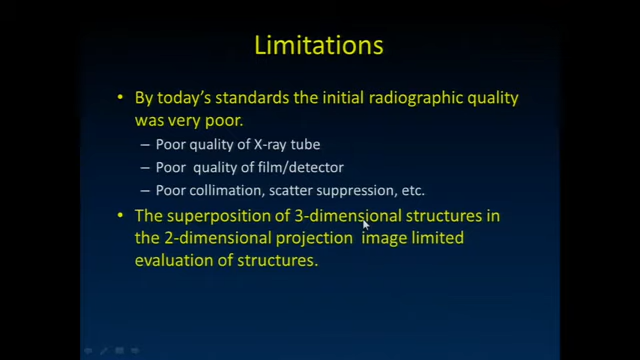 Limitations
• By today's standards the initial radiographic quality
was very poor.
– Poor quality of X-ray tube
– Poor quality of film/detector
– Poor collimation, scatter suppression, etc.
• The superposition of 3-dimensional structures in
the 2-dimensional projection image limited
evaluation of structures.